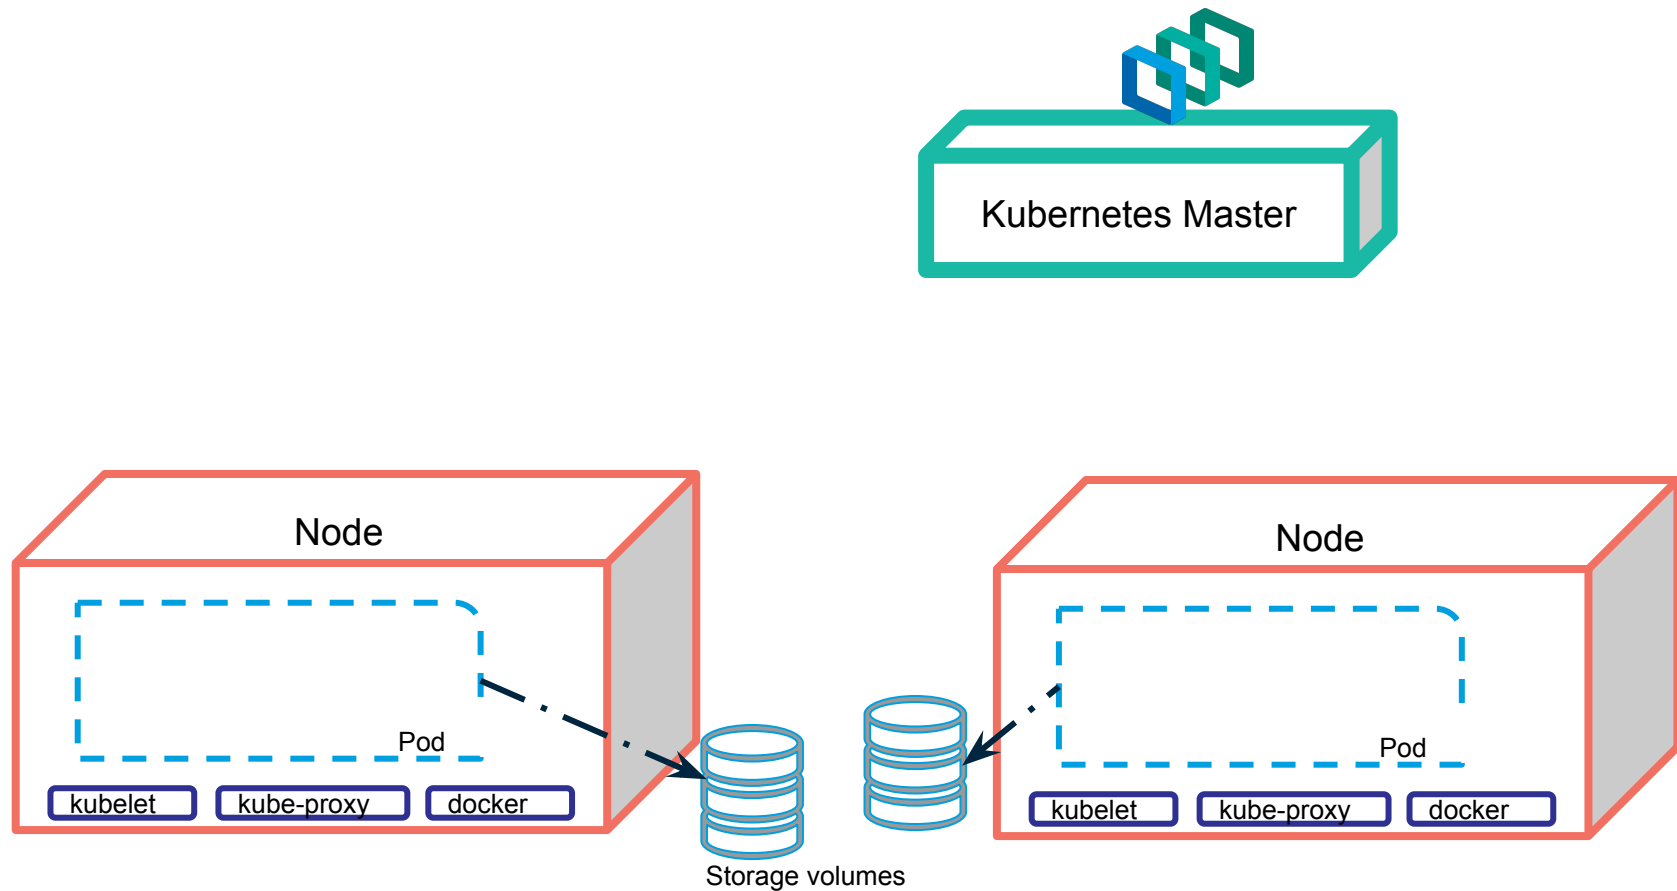 Kubernetes Master
Node
Node
Pod
Pod
kubelet
kube-proxy
docker
kubelet
kube-proxy
docker
Storage volumes